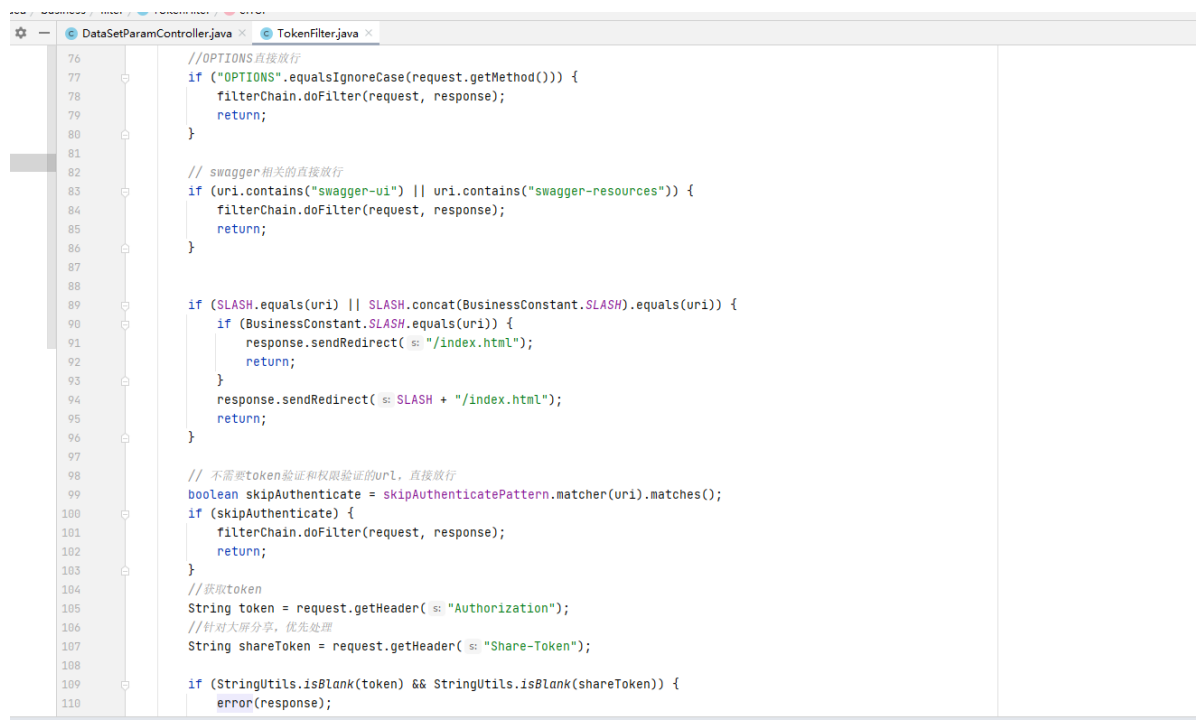 DataSetParamController.java
TokenFilter.java
76 //OPTIONS直接放行
77 if ("OPTIONS".equalsIgnoreCase(request.getMethod())) {
78 filterChain.doFilter(request, response);
79 return;
80 }
81
82 // swagger相关的直接放行
83 if (uri.contains("swagger-ui") || uri.contains("swagger-resources")) {
84 filterChain.doFilter(request, response);
85 return;
86 }
87
88
89 if (SLASH.equals(uri) || SLASH.concat(BusinessConstant.SLASH).equals(uri)) {
90 if (BusinessConstant.SLASH.equals(uri)) {
91 response.sendRedirect( s: "/index.html");
92 return;
93 }
94 response.sendRedirect( s: SLASH + "/index.html");
95 return;
96 }
97
98 // 不需要token验证和权限验证的url，直接放行
99 boolean skipAuthenticate = skipAuthenticatePattern.matcher(uri).matches();
100 if (skipAuthenticate) {
101 filterChain.doFilter(request, response);
102 return;
103 }
104 //获取token
105 String token = request.getHeader( s: "Authorization");
106 //针对大屏分享，优先处理
107 String shareToken = request.getHeader( s: "Share-Token");
108
109 if (StringUtils.isBlank(token) && StringUtils.isBlank(shareToken)) {
110 error(response);